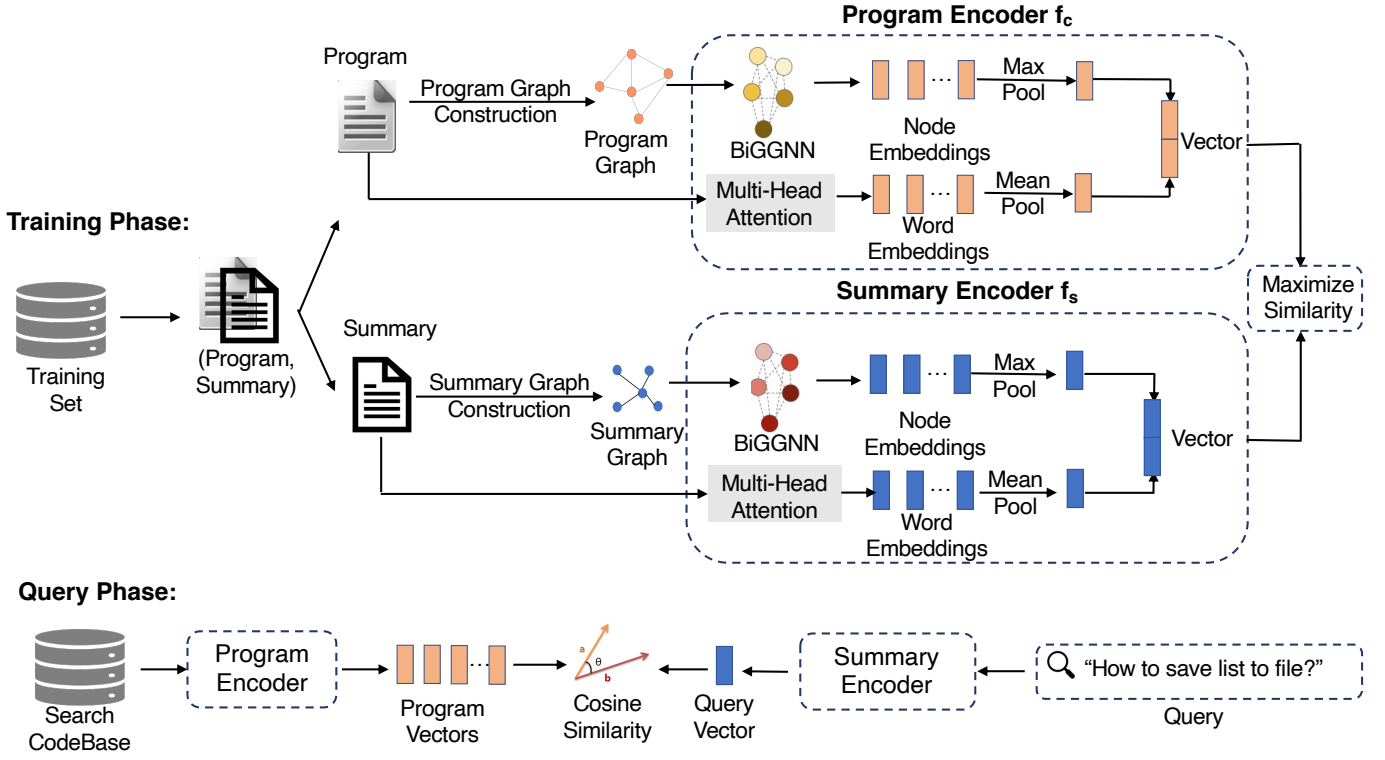 Program Encoder f_c
Program
Program Graph
Construction
Program
Graph
BiGGNN
...
Node
Embeddings
Max
Pool
Vector
Multi-Head
Attention
...
Word
Embeddings
Mean
Pool
Training Phase:
Training
Set
(Program,
Summary)
Maximize
Similarity
Summary Encoder f_s
Summary
Summary Graph
Construction
Summary
Graph
BiGGNN
...
Node
Embeddings
Max
Pool
Vector
Multi-Head
Attention
...
Word
Embeddings
Mean
Pool
Query Phase:
Search
CodeBase
Program
Encoder
...
Program
Vectors
a
θ
b
Cosine
Similarity
Query
Vector
Summary
Encoder
“How to save list to file?”
Query